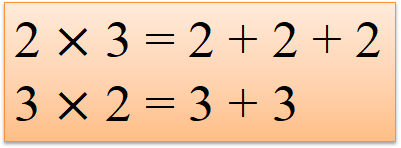 2 × 3 = 2 + 2 + 2
3 × 2 = 3 + 3